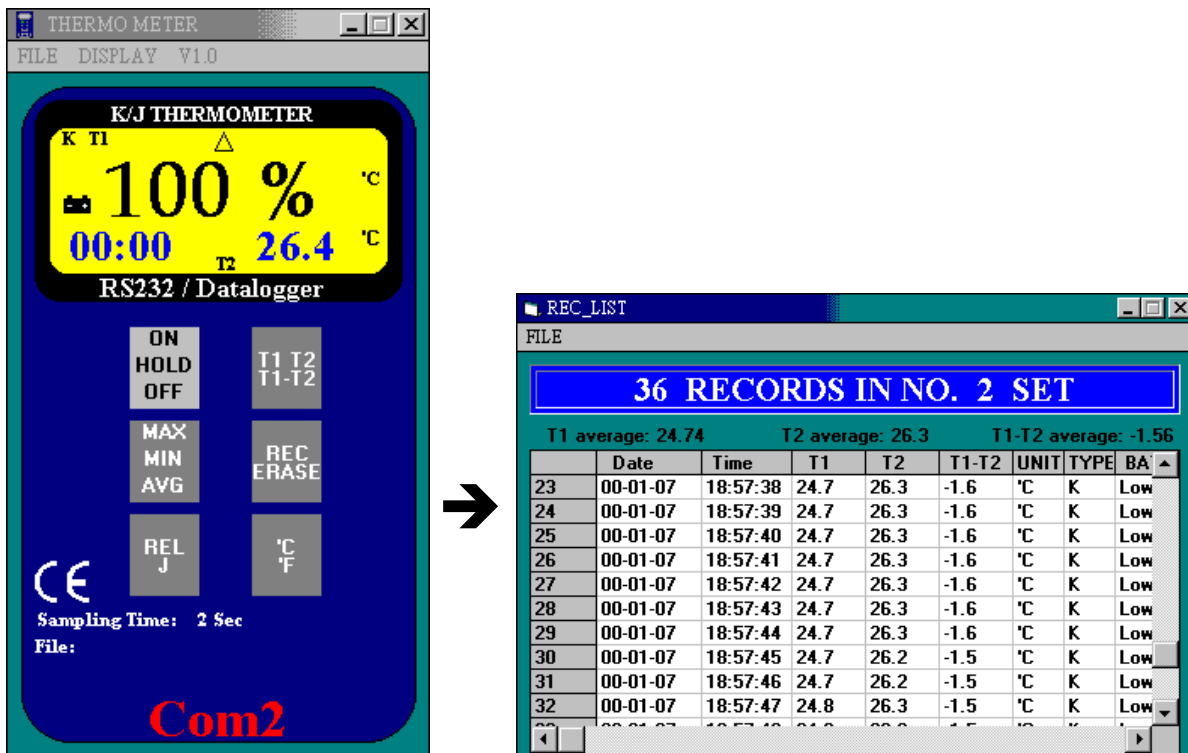 THERMO METER
FILE DISPLAY V1.0
K/J THERMOMETER
K T1
100 % 'C
00:00 T2 26.4 'C
RS232 / Datalogger
ON
HOLD
OFF
T1 T2
T1-T2
MAX
MIN
AVG
REC
ERASE
REL
J
'C
'F
CE
Sampling Time: 2 Sec
File:
Com2
REC_LIST
FILE
36 RECORDS IN NO. 2 SET
T1 average: 24.74 T2 average: 26.3 T1-T2 average: -1.56
Date Time T1 T2 T1-T2 UNIT TYPE BA
23 00-01-07 18:57:38 24.7 26.3 -1.6 'C K Low
24 00-01-07 18:57:39 24.7 26.3 -1.6 'C K Low
25 00-01-07 18:57:40 24.7 26.3 -1.6 'C K Low
26 00-01-07 18:57:41 24.7 26.3 -1.6 'C K Low
27 00-01-07 18:57:42 24.7 26.3 -1.6 'C K Low
28 00-01-07 18:57:43 24.7 26.3 -1.6 'C K Low
29 00-01-07 18:57:44 24.7 26.3 -1.6 'C K Low
30 00-01-07 18:57:45 24.7 26.2 -1.5 'C K Low
31 00-01-07 18:57:46 24.7 26.2 -1.5 'C K Low
32 00-01-07 18:57:47 24.8 26.3 -1.5 'C K Low